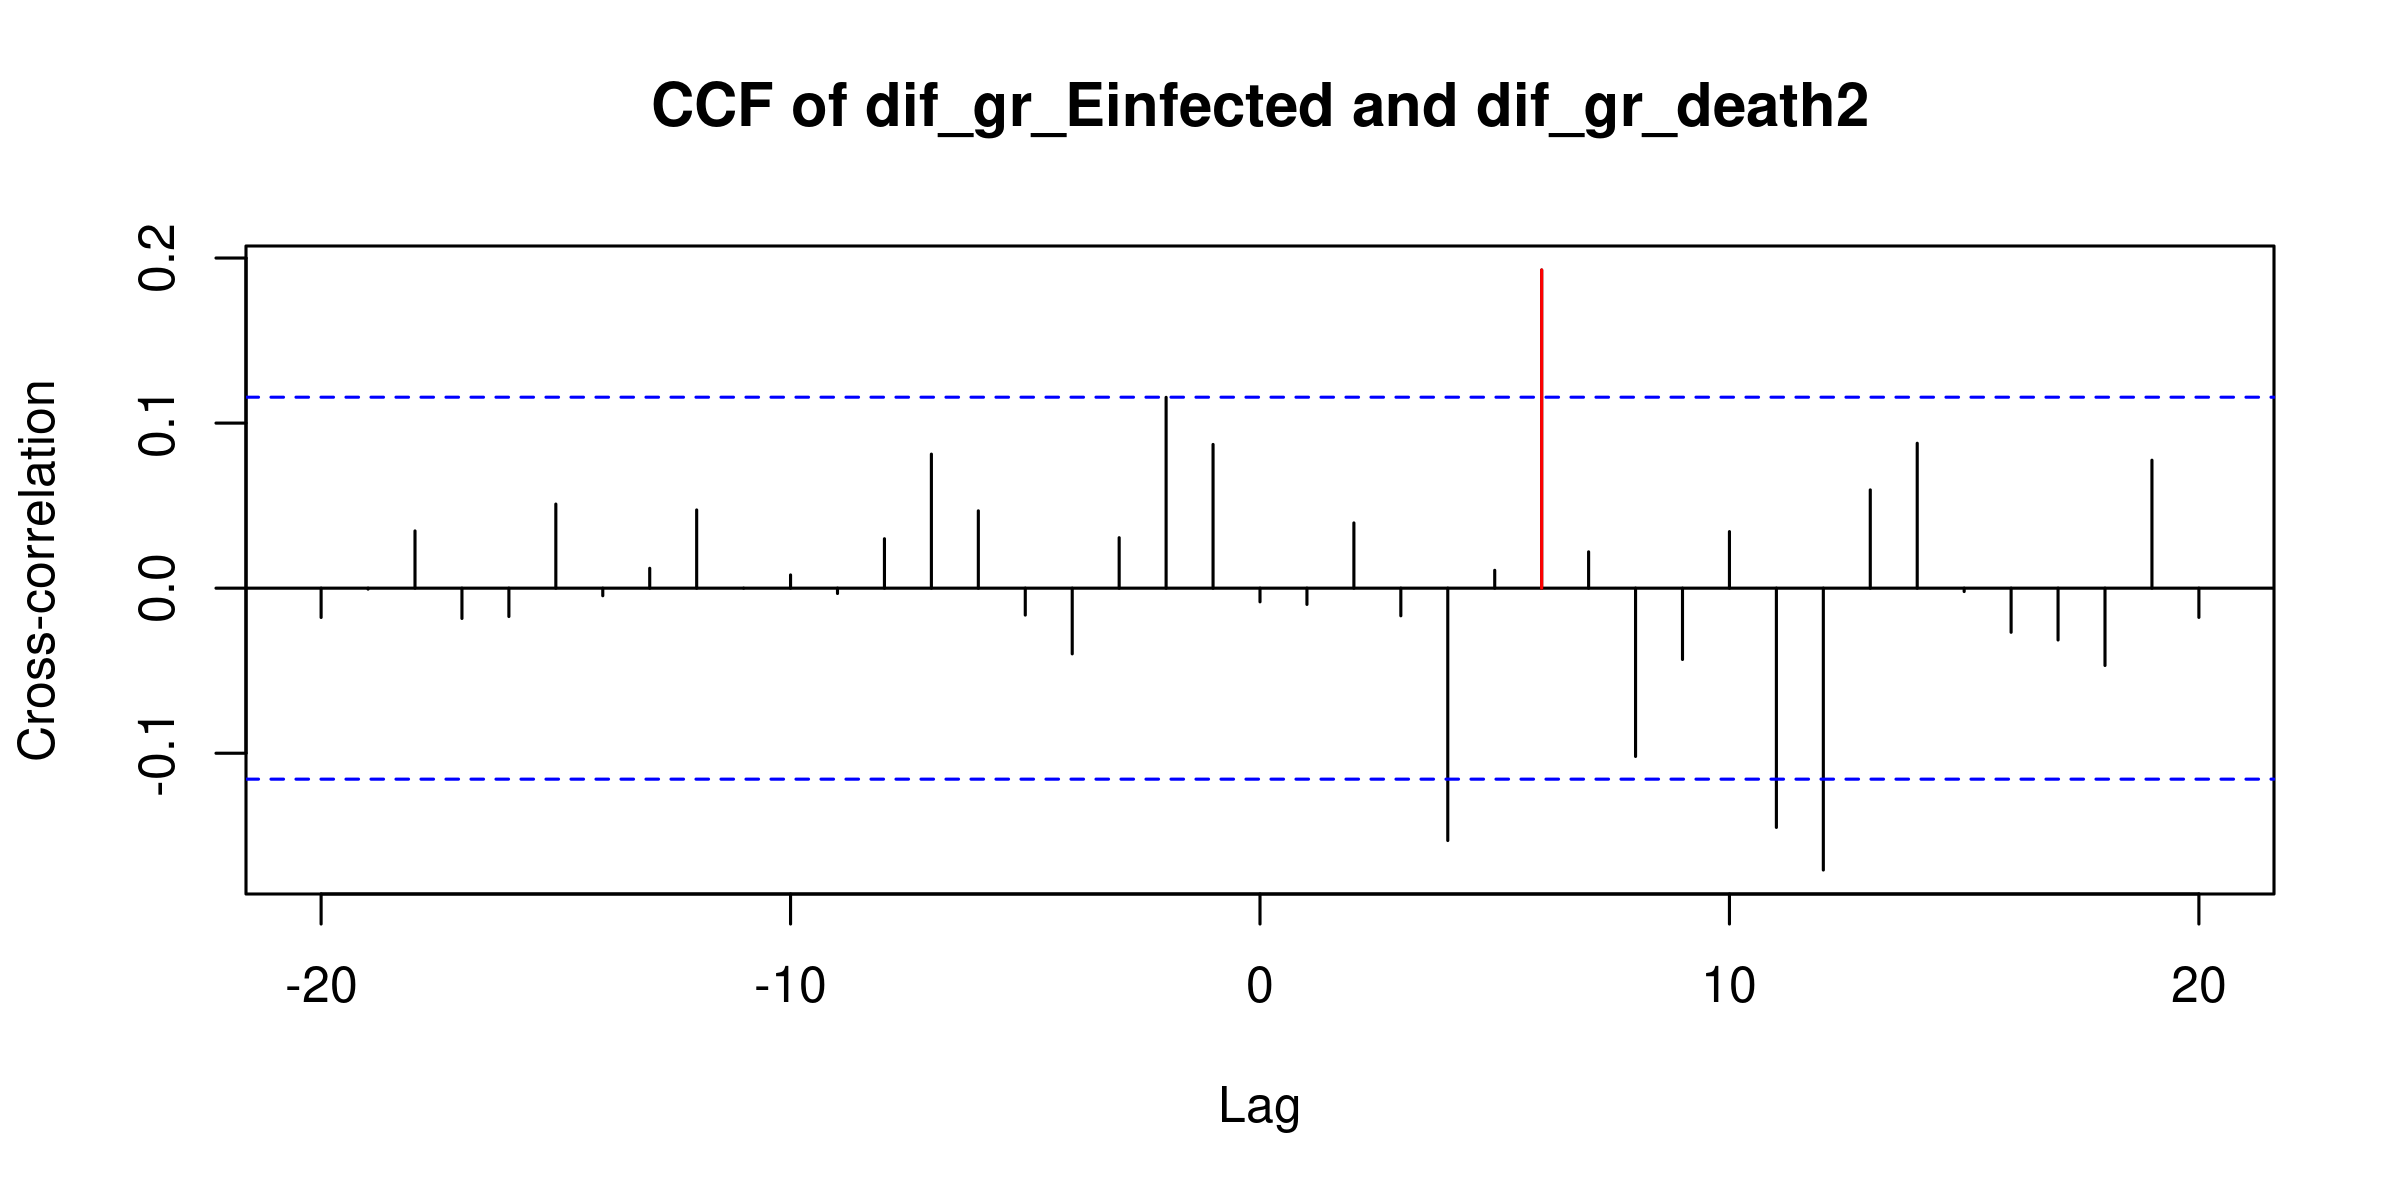 CCF of dif_gr_Einfected and dif_gr_death2
Cross-correlation
0.2
0.1
0.0
-0.1
-20 -10 0 10 20
Lag